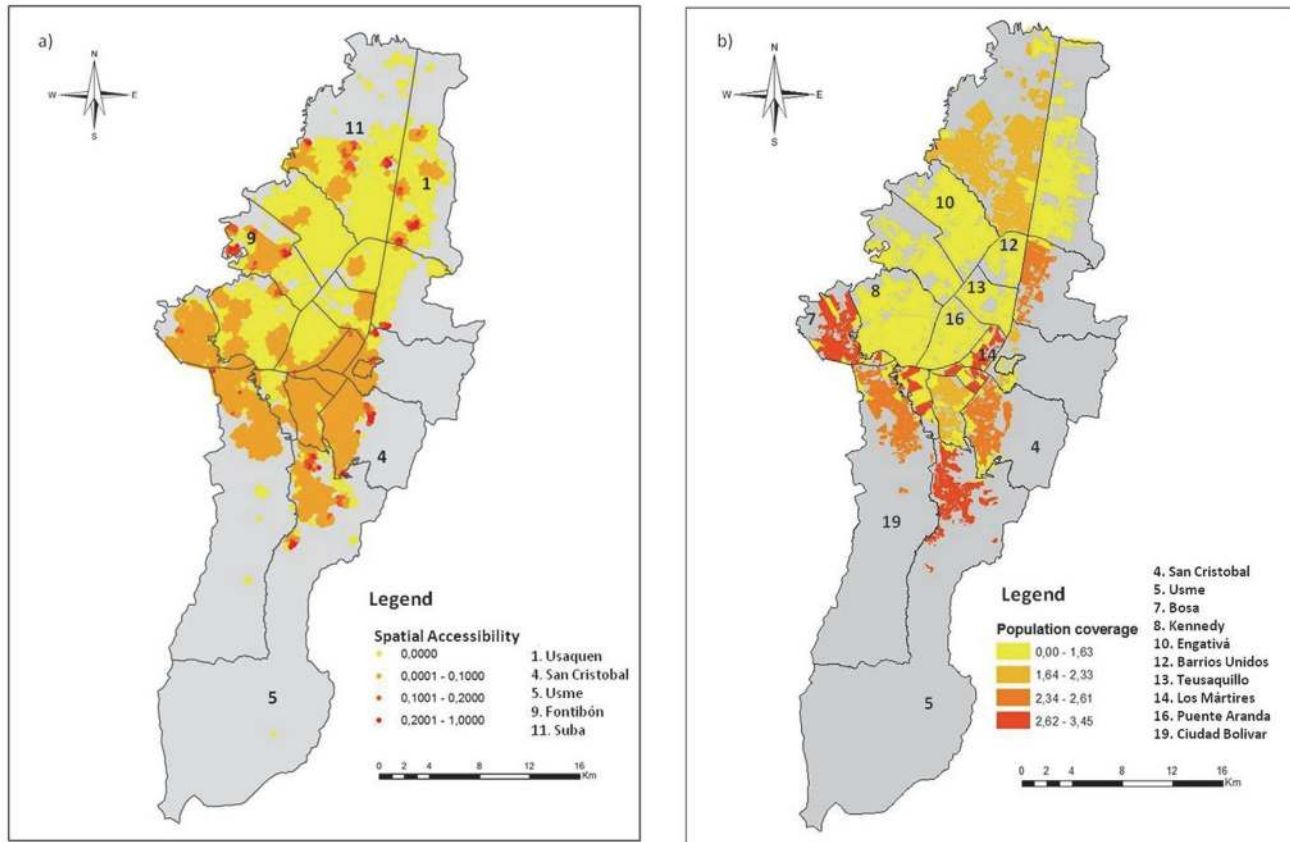 a)
N
W E
S
11
1
9
4
5
Legend
Spatial Accessibility
0,0000
0,0001 - 0,1000
0,1001 - 0,2000
0,2001 - 1,0000
1. Usaquen
4. San Cristobal
5. Usme
9. Fontibón
11. Suba
0 2 4 8 12 16
Km
b)
N
W E
S
10
12
8
13
7
16
14
4
19
5
Legend
Population coverage
0,00 - 1,63
1,64 - 2,33
2,34 - 2,61
2,62 - 3,45
4. San Cristobal
5. Usme
7. Bosa
8. Kennedy
10. Engativá
12. Barrios Unidos
13. Teusaquillo
14. Los Mártires
16. Puente Aranda
19. Ciudad Bolivar
0 2 4 8 12 16
Km